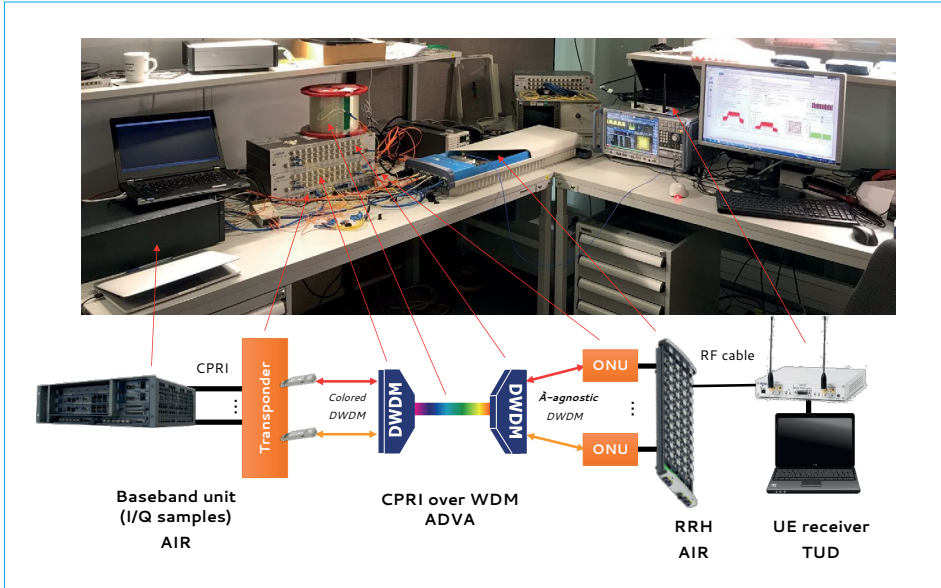 CPRI
Transponder
Colored
DWDM
DWDM
DWDM
ONU
λ-agnostic
DWDM
ONU
RF cable
Baseband unit
(I/Q samples)
AIR
CPRI over WDM
ADVA
RRH
AIR
UE receiver
TUD